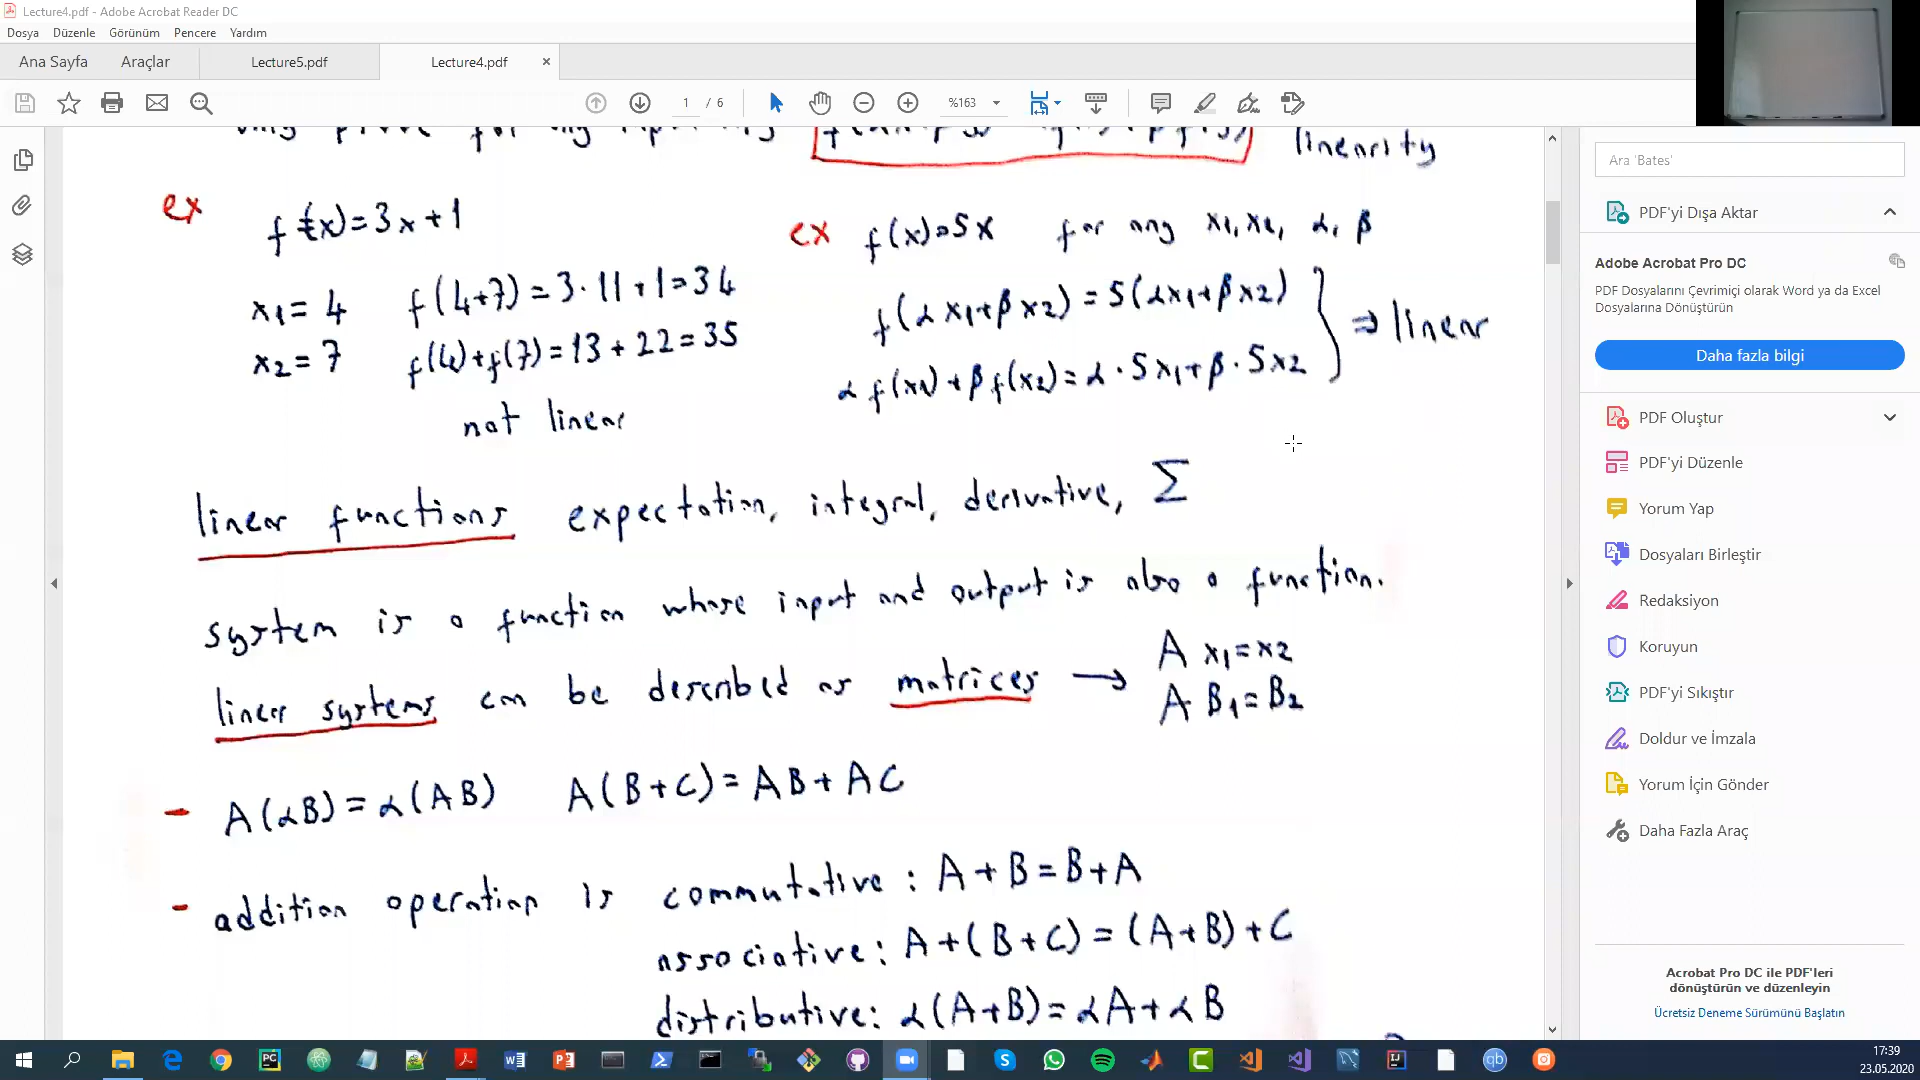 Lecture4.pdf - Adobe Acrobat Reader DC
Dosya Düzenle Görünüm Pencere Yardım
Ana Sayfa Araçlar Lecture5.pdf Lecture4.pdf ×
1 / 6 %163
linearity
ex f(x)=3x+1
x1=4 f(4+7)=3·11+1=34
x2=7 f(4)+f(7)=13+22=35
not linear
ex f(x)=5x for any x1,x2, α, β
f(αx1+βx2)=5(αx1+βx2)
αf(x1)+βf(x2)=α·5x1+β·5x2
⇒ linear
linear functions expectation, integral, derivative, Σ
system is a function whose input and output is also a function.
linear systems can be described as matrices → A x1=x2
A B1=B2
- A(αB)=α(AB) A(B+C)=AB+AC
- addition operation is commutative: A+B=B+A
associative: A+(B+C)=(A+B)+C
distributive: α(A+B)=αA+αB
Ara 'Bates'
PDF'yi Dışa Aktar
Adobe Acrobat Pro DC
PDF Dosyalarını Çevrimiçi olarak Word ya da Excel
Dosyalarına Dönüştürün
Daha fazla bilgi
PDF Oluştur
PDF'yi Düzenle
Yorum Yap
Dosyaları Birleştir
Redaksiyon
Koruyun
PDF'yi Sıkıştır
Doldur ve İmzala
Yorum İçin Gönder
Daha Fazla Araç
Acrobat Pro DC ile PDF'leri
dönüştürün ve düzenleyin
Ücretsiz Deneme Sürümünü Başlatın
17:39
23.05.2020